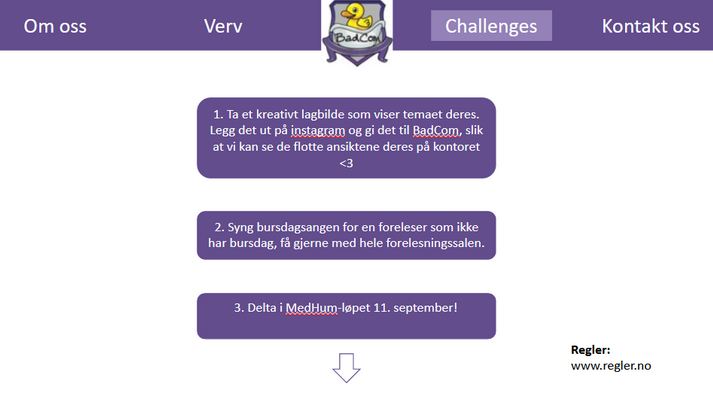 Om oss
Verv
BadCom
Challenges
Kontakt oss
1. Ta et kreativt lagbilde som viser temaet deres.
Legg det ut på instagram og gi det til BadCom, slik
at vi kan se de flotte ansiktene deres på kontoret
<3
2. Syng bursdagsangen for en foreleser som ikke
har bursdag, få gjerne med hele forelesningssalen.
3. Delta i MedHum-løpet 11. september!
Regler:
www.regler.no